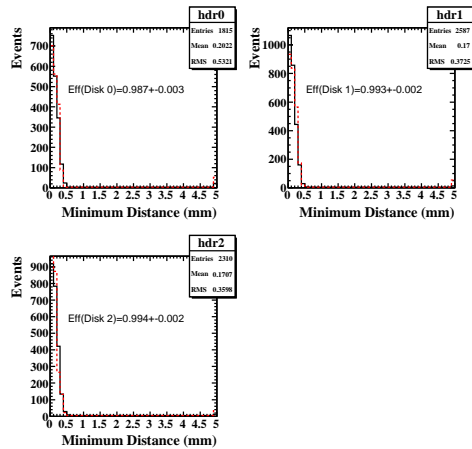 hdr0
Entries 1815
Mean 0.2022
RMS 0.5321
Events
700
600
500
400
300
200
100
0
Eff(Disk 0)=0.987+-0.003
0 0.5 1 1.5 2 2.5 3 3.5 4 4.5 5
Minimum Distance (mm)
hdr1
Entries 2587
Mean 0.17
RMS 0.3725
Events
1000
800
600
400
200
0
Eff(Disk 1)=0.993+-0.002
0 0.5 1 1.5 2 2.5 3 3.5 4 4.5 5
Minimum Distance (mm)
hdr2
Entries 2310
Mean 0.1707
RMS 0.3598
Events
900
800
700
600
500
400
300
200
100
0
Eff(Disk 2)=0.994+-0.002
0 0.5 1 1.5 2 2.5 3 3.5 4 4.5 5
Minimum Distance (mm)